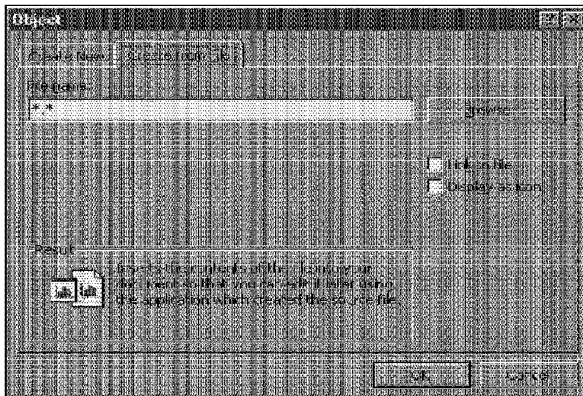 Object
Create New Create from File
File name:
*.*
Browse...
Link to file
Display as icon
Result
Inserts the contents of the file into your
document so that you can edit it later using
the application which created the source file.
OK Cancel